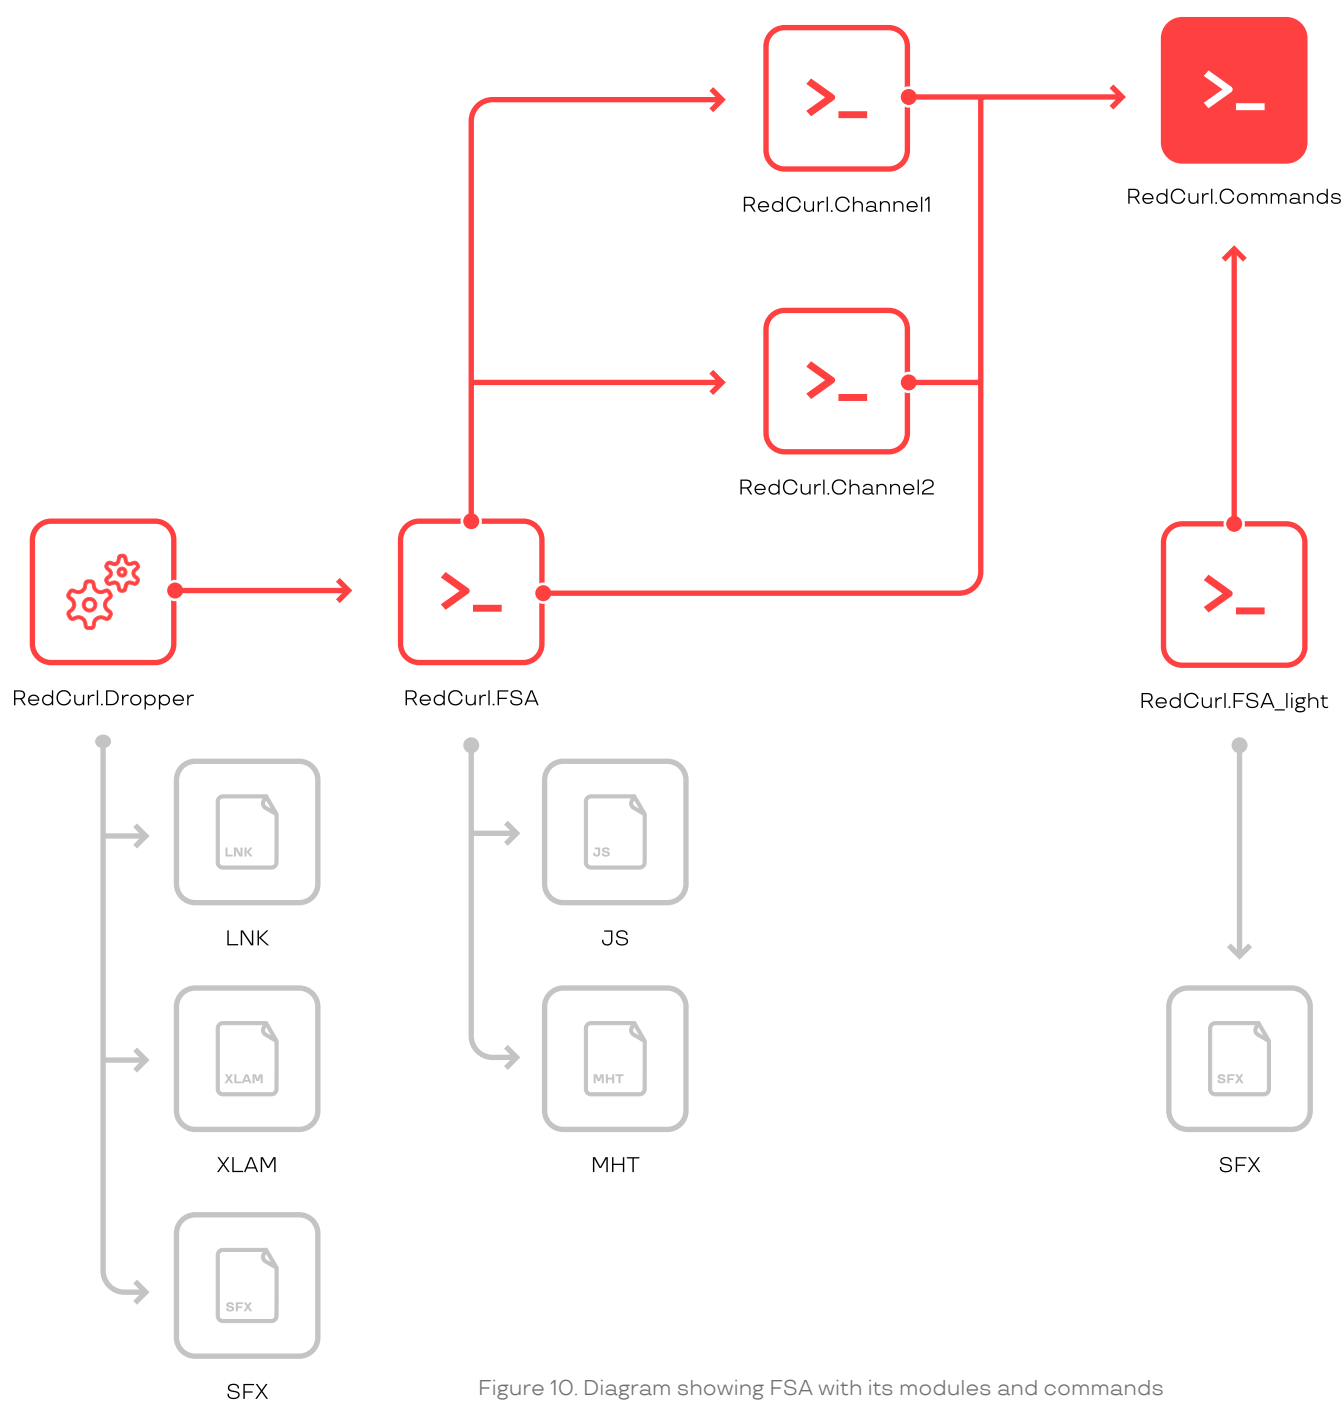 RedCurl.Channel1
RedCurl.Commands
RedCurl.Channel2
RedCurl.Dropper
RedCurl.FSA
RedCurl.FSA_light
LNK
LNK
JS
JS
XLAM
XLAM
MHT
MHT
SFX
SFX
SFX
SFX
Figure 10. Diagram showing FSA with its modules and commands